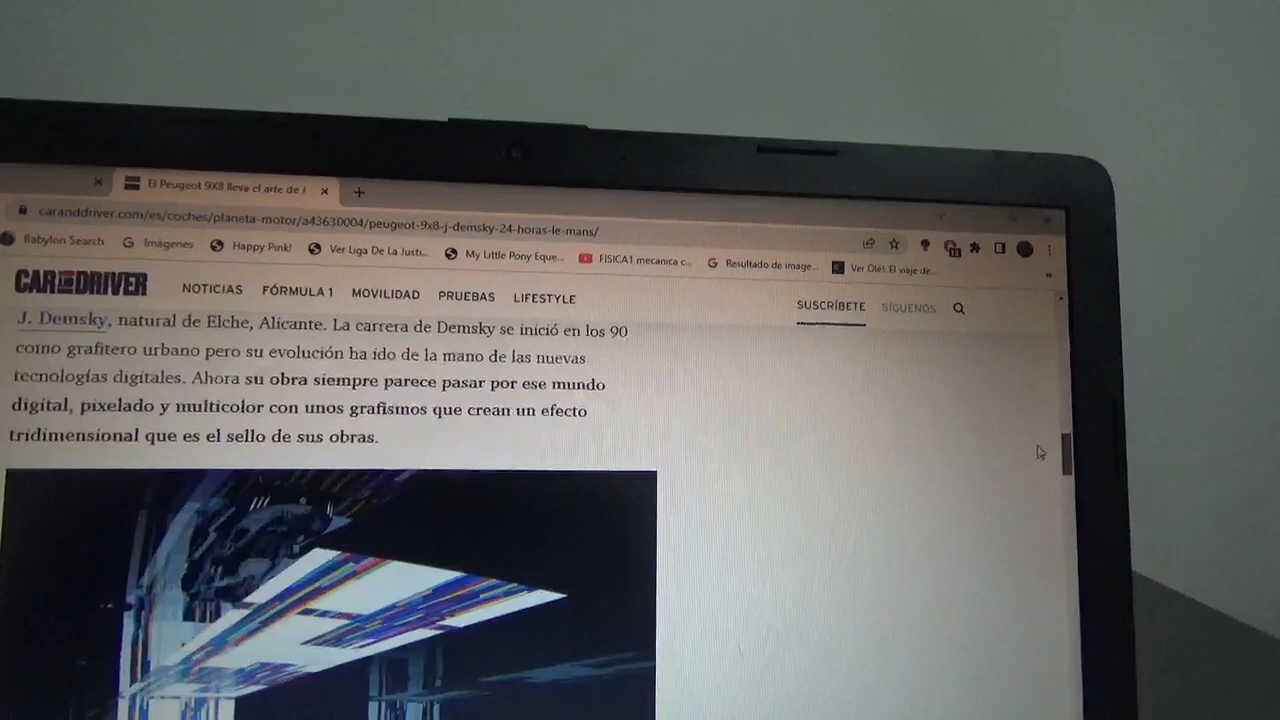 El Peugeot 9X8 lleva el arte de
caranddriver.com/es/coches/planeta-motor/a43630004/peugeot-9x8-j-demsky-24-horas-le-mans/
Babylon Search Imágenes Happy Pink! Ver Liga De La Justi... My Little Pony Eque... FISICA1 mecanica c... Resultado de image... Ver Olé! El viaje de...
13
»
CAR AND DRIVER NOTICIAS FÓRMULA 1 MOVILIDAD PRUEBAS LIFESTYLE SUSCRÍBETE SÍGUENOS
J. Demsky, natural de Elche, Alicante. La carrera de Demsky se inició en los 90
como grafitero urbano pero su evolución ha ido de la mano de las nuevas
tecnologías digitales. Ahora su obra siempre parece pasar por ese mundo
digital, pixelado y multicolor con unos grafismos que crean un efecto
tridimensional que es el sello de sus obras.